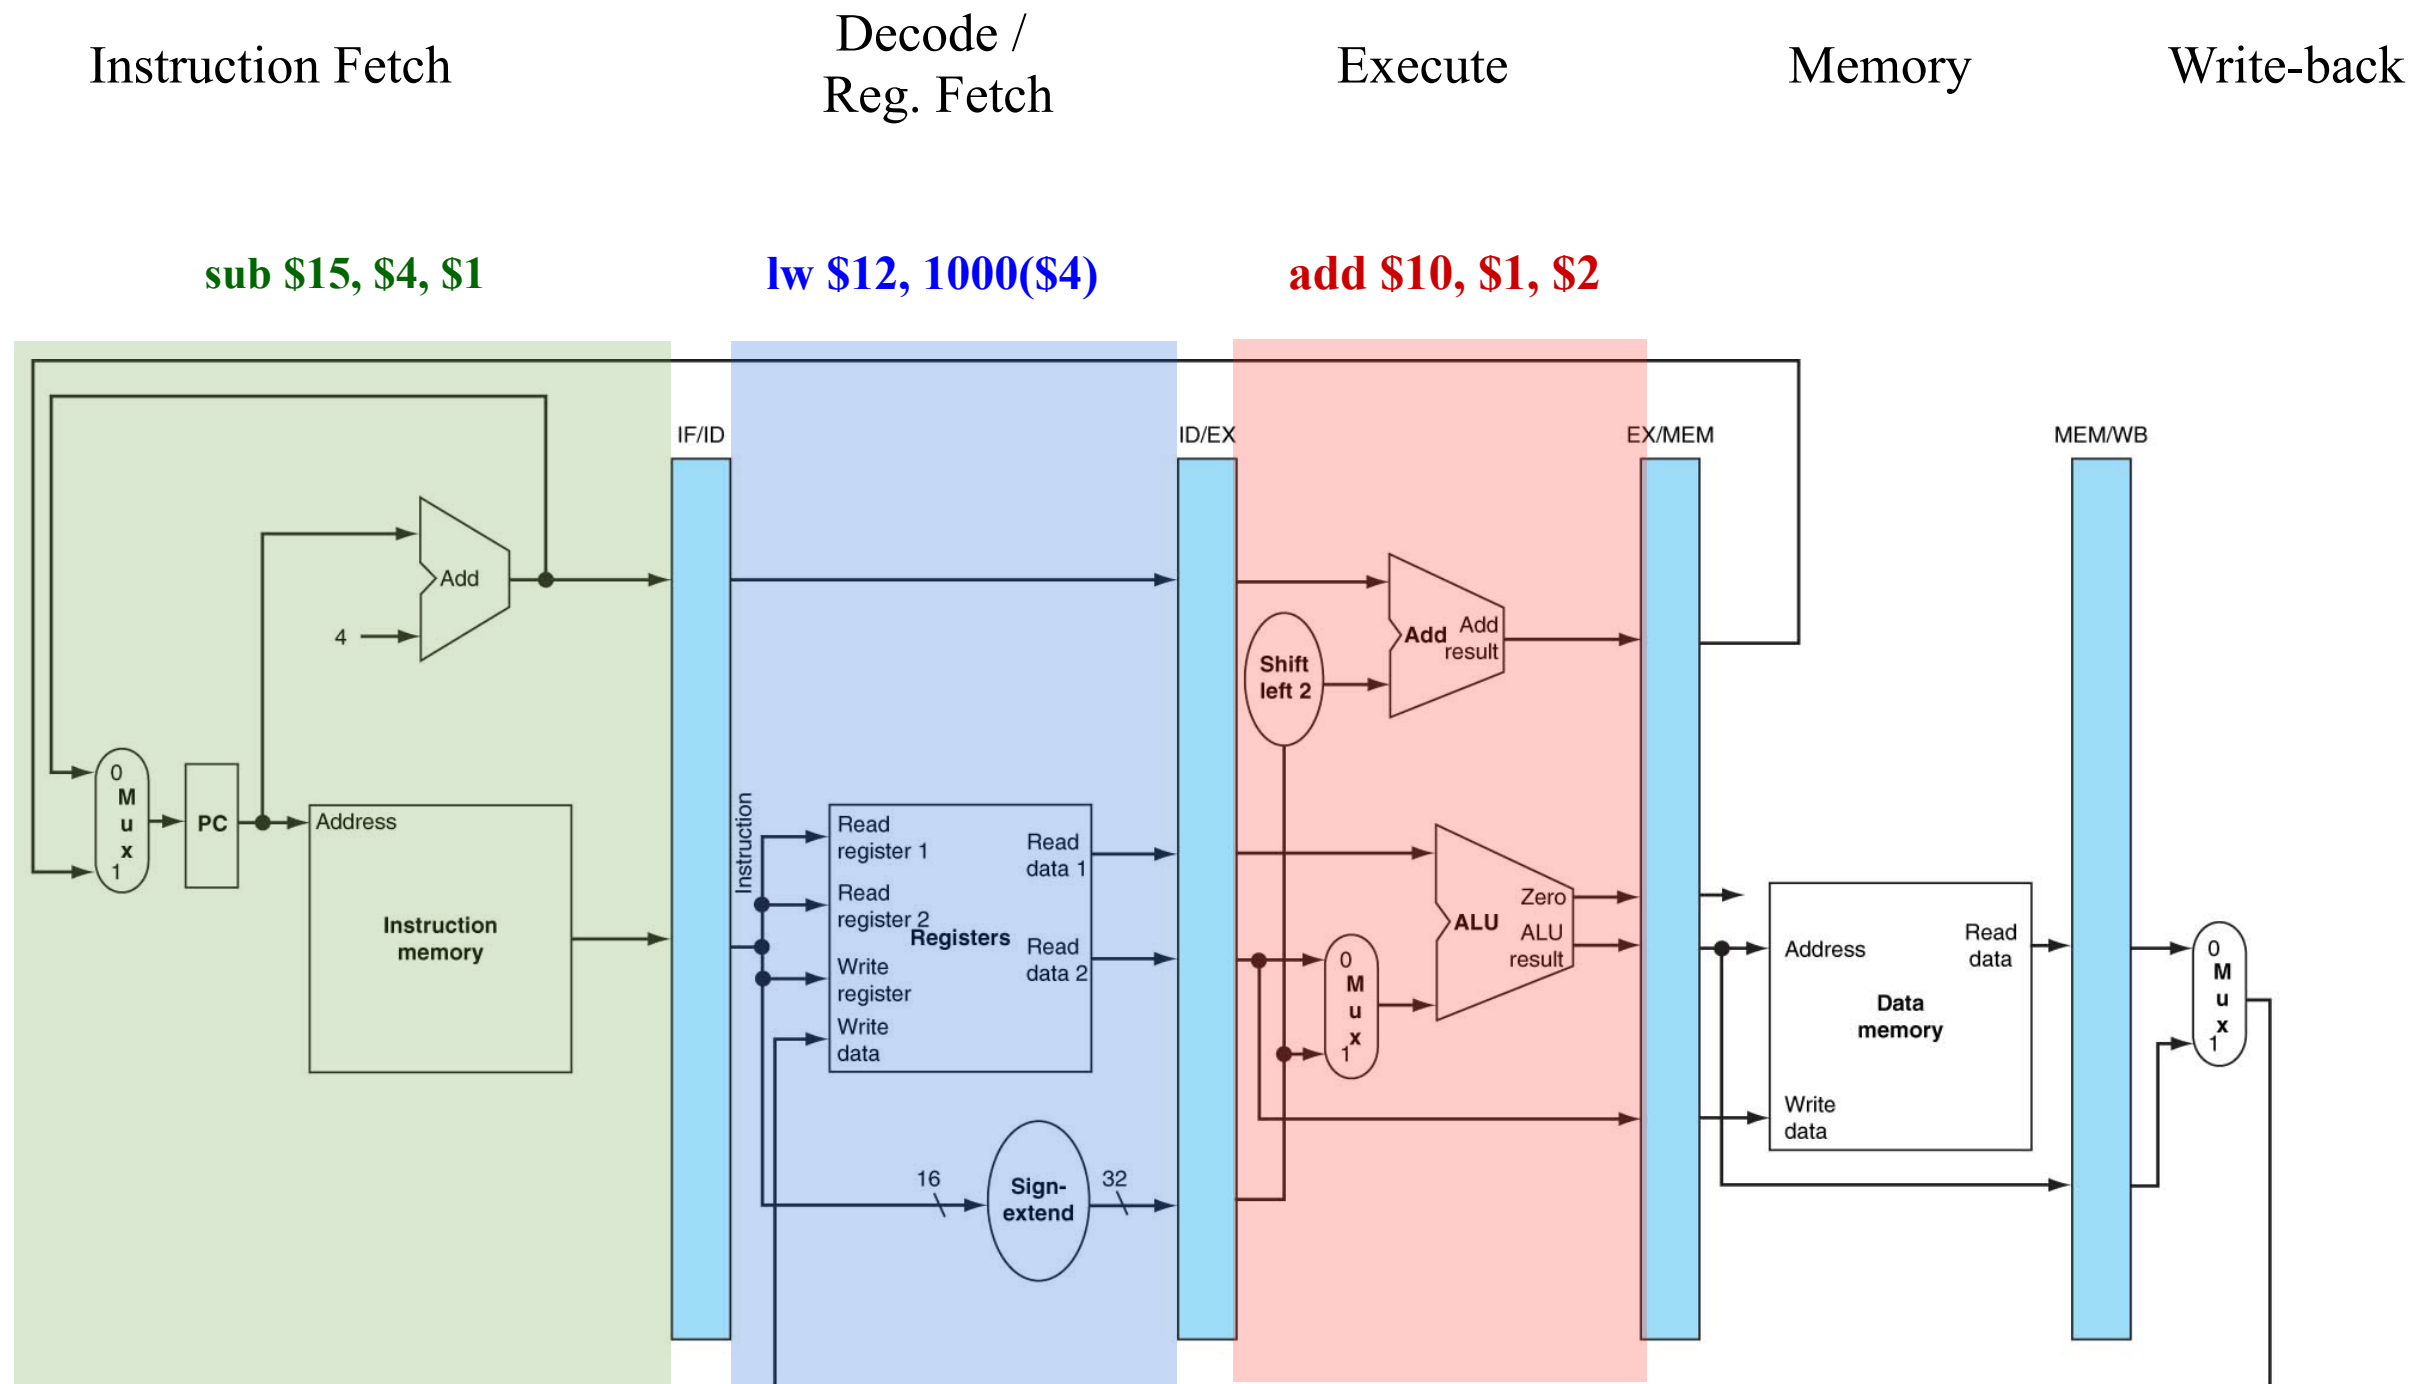 Instruction Fetch
Decode /
Reg. Fetch
Execute
Memory
Write-back
sub $15, $4, $1
lw $12, 1000($4)
add $10, $1, $2
IF/ID
ID/EX
EX/MEM
MEM/WB
Add
4
0
M
u
x
1
PC
Address
Instruction
memory
Instruction
Read
register 1
Read
register 2
Registers
Write
register
Write
data
Read
data 1
Read
data 2
16
Sign-
extend
32
Shift
left 2
Add
Add
result
0
M
u
x
1
ALU
Zero
ALU
result
Address
Read
data
Data
memory
Write
data
0
M
u
x
1